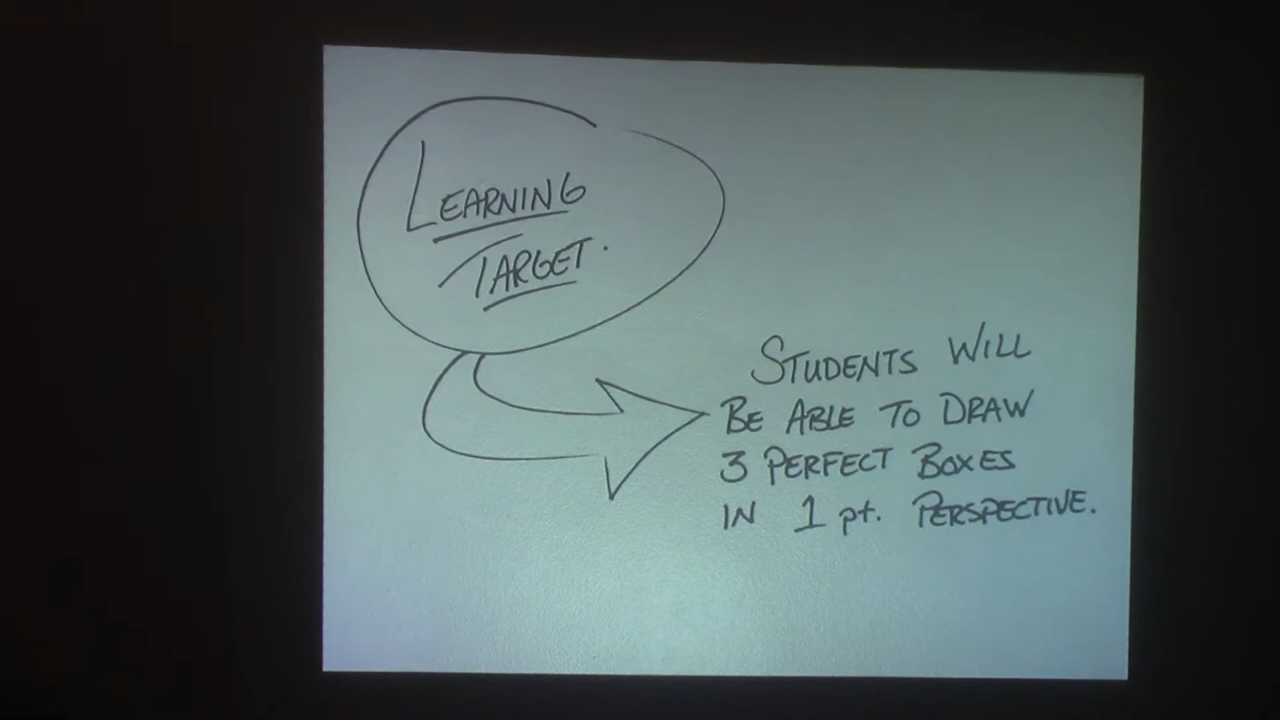 LEARNING
TARGET.
STUDENTS WILL
BE ABLE TO DRAW
3 PERFECT BOXES
IN 1 pt. PERSPECTIVE.